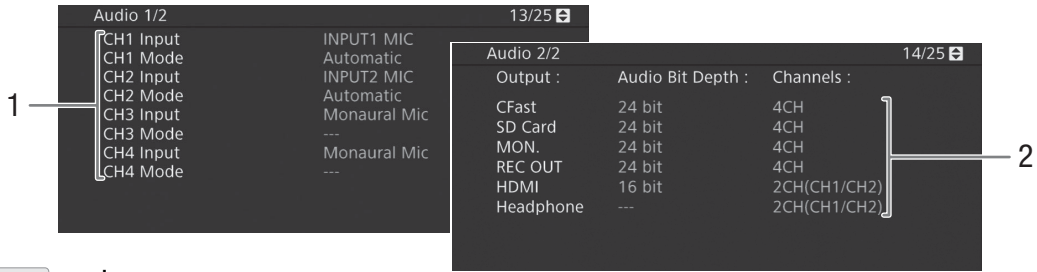 Audio 1/2 13/25
CH1 Input INPUT1 MIC
CH1 Mode Automatic
CH2 Input INPUT2 MIC
CH2 Mode Automatic
CH3 Input Monaural Mic
CH3 Mode ---
CH4 Input Monaural Mic
CH4 Mode ---
1
Audio 2/2 14/25
Output : Audio Bit Depth : Channels :
CFast 24 bit 4CH
SD Card 24 bit 4CH
MON. 24 bit 4CH
REC OUT 24 bit 4CH
HDMI 16 bit 2CH(CH1/CH2)
Headphone --- 2CH(CH1/CH2)
2